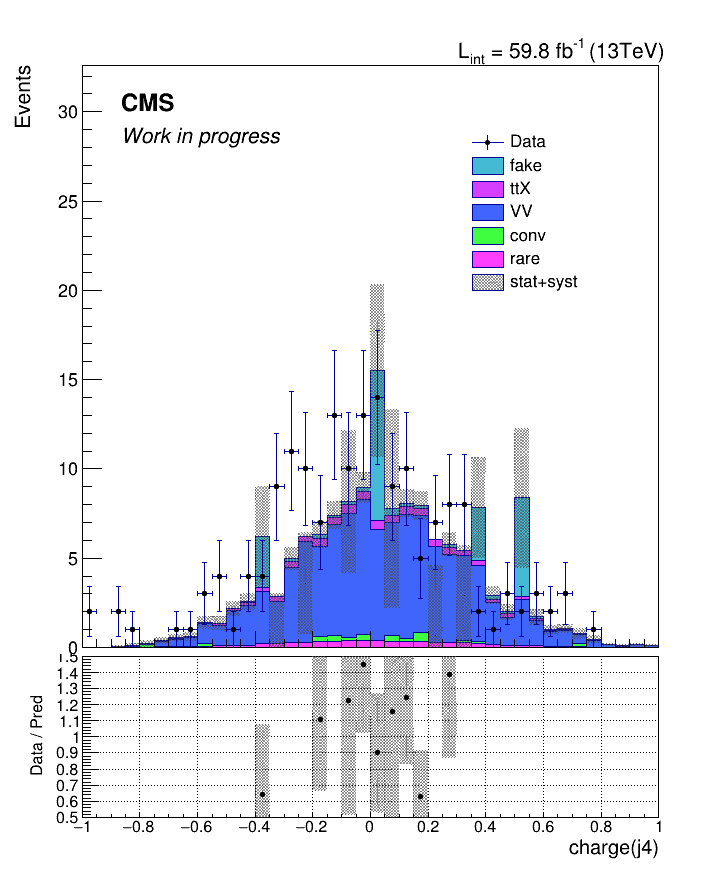 L_int = 59.8 fb^-1 (13TeV)
Events
CMS
Work in progress
Data
fake
ttX
VV
conv
rare
stat+syst
30
25
20
15
10
5
0
Data / Pred
1.5
1.4
1.3
1.2
1.1
1
0.9
0.8
0.7
0.6
0.5
−1 −0.8 −0.6 −0.4 −0.2 0 0.2 0.4 0.6 0.8 1
charge(j4)